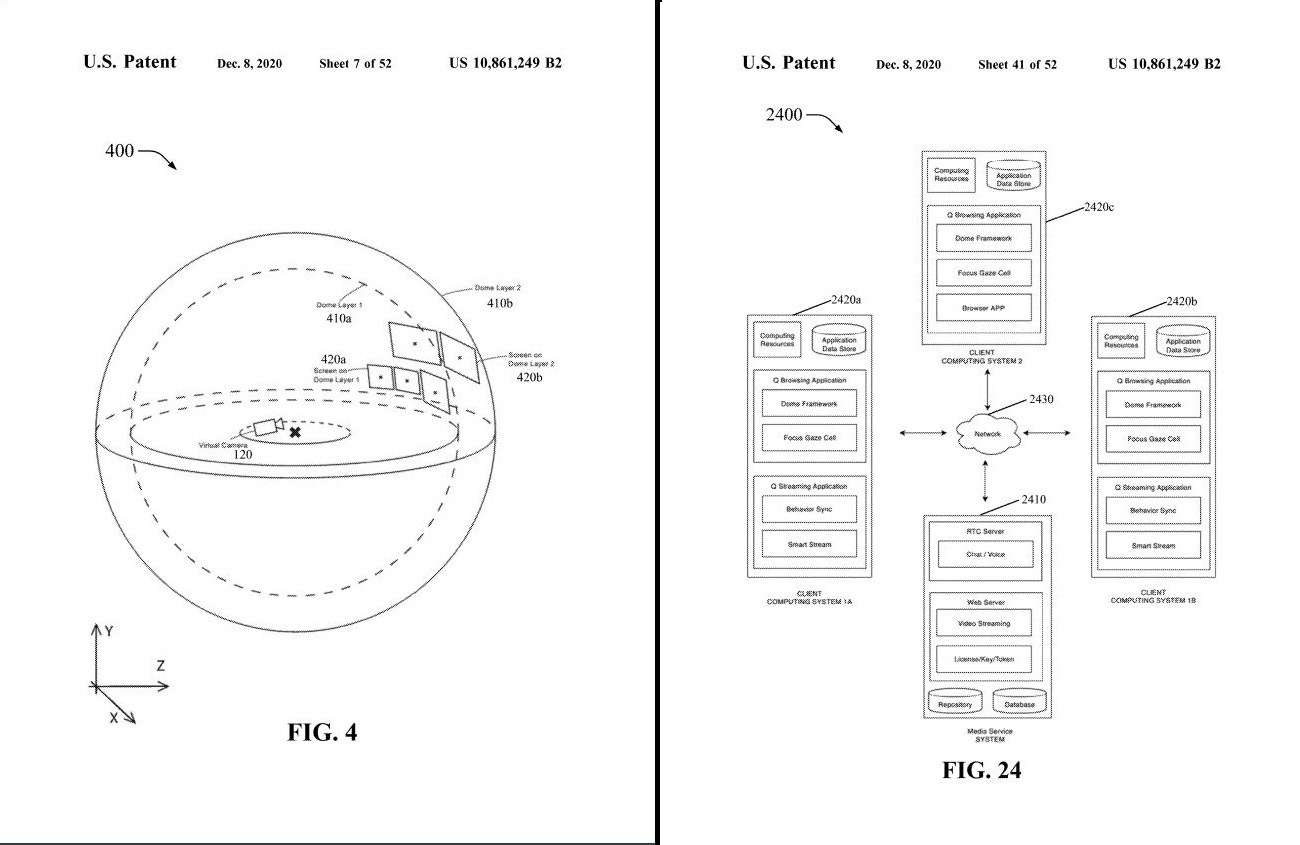 U.S. Patent Dec. 8, 2020 Sheet 7 of 52 US 10,861,249 B2
400
Dome Layer 2
410b
Dome Layer 1
410a
420a
Screen on
Dome Layer 1
Screen on
Dome Layer 2
420b
Virtual Camera
120
Y
Z
X
FIG. 4
U.S. Patent Dec. 8, 2020 Sheet 41 of 52 US 10,861,249 B2
2400
Computing
Resources
Application
Data Store
Q Browsing Application
Dome Framework
Focus Gaze Cell
Browser APP
2420c
CLIENT
COMPUTING SYSTEM 2
2420a
Computing
Resources
Application
Data Store
Q Browsing Application
Dome Framework
Focus Gaze Cell
Q Streaming Application
Behavior Sync
Smart Stream
CLIENT
COMPUTING SYSTEM 1A
2430
Network
2420b
Computing
Resources
Application
Data Store
Q Browsing Application
Dome Framework
Focus Gaze Cell
Q Streaming Application
Behavior Sync
Smart Stream
CLIENT
COMPUTING SYSTEM 1B
2410
RTC Server
Chat / Voice
Web Server
Video Streaming
License/Key/Token
Repository
Database
Media Service
SYSTEM
FIG. 24